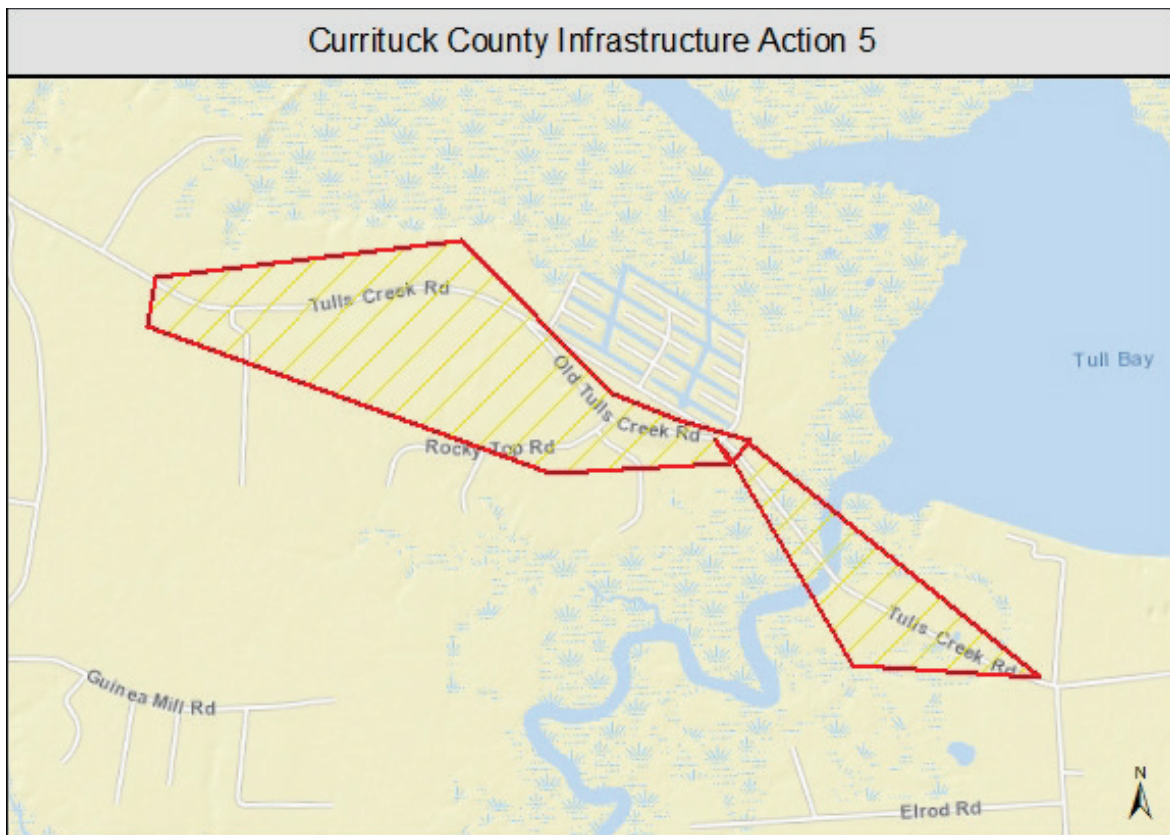 Currituck County Infrastructure Action 5
Tulls Creek Rd
Tull Bay
Old Tulls Creek Rd
Rocky Top Rd
Tulls Creek Rd
Guinea Mill Rd
N
Elrod Rd